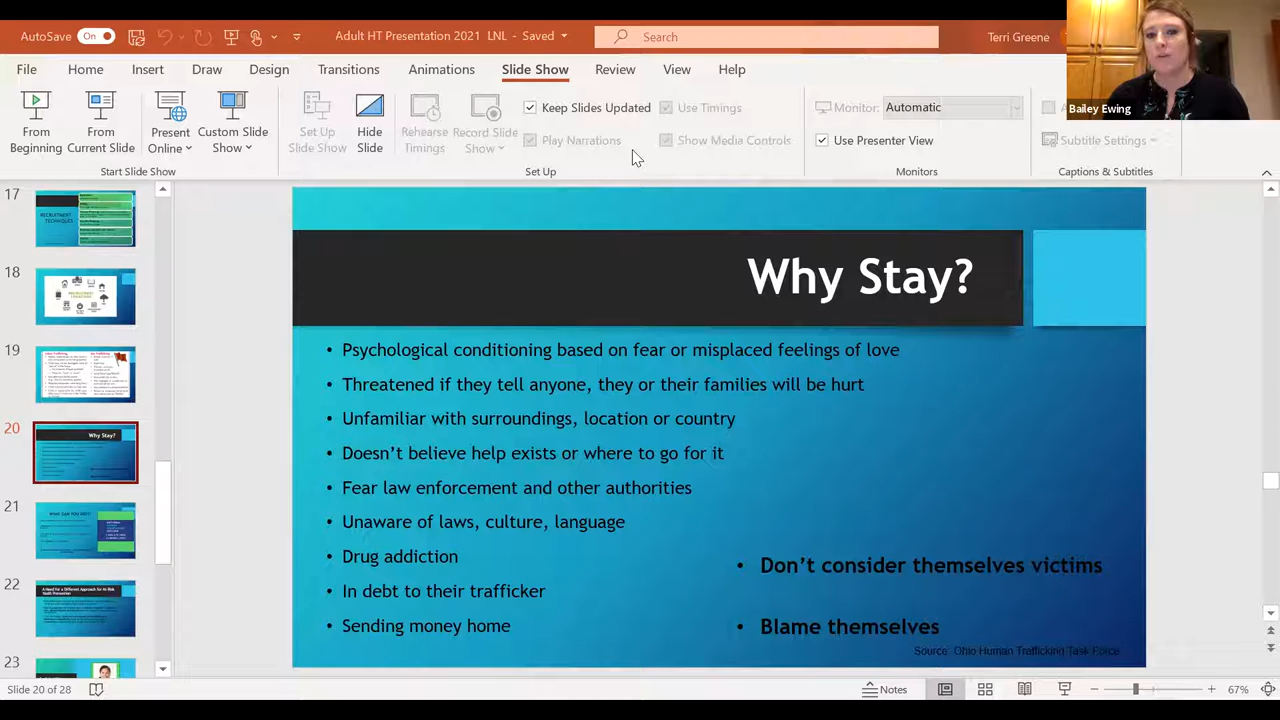 AutoSave On Adult HT Presentation 2021 LNL - Saved Search Terri Greene
File Home Insert Draw Design Transitions Animations Slide Show Review View Help
Bailey Ewing
From Beginning
From Current Slide
Present Online
Custom Slide Show
Set Up Slide Show
Hide Slide
Rehearse Timings
Record Slide Show
Keep Slides Updated
Play Narrations
Use Timings
Show Media Controls
Monitor: Automatic
Use Presenter View
Subtitle Settings
Start Slide Show Set Up Monitors Captions & Subtitles
17
RECRUITMENT
TECHNIQUES
18
19
20
Why Stay?
21
22
23
Why Stay?
• Psychological conditioning based on fear or misplaced feelings of love
• Threatened if they tell anyone, they or their families will be hurt
• Unfamiliar with surroundings, location or country
• Doesn't believe help exists or where to go for it
• Fear law enforcement and other authorities
• Unaware of laws, culture, language
• Drug addiction
• In debt to their trafficker
• Sending money home
• Don't consider themselves victims
• Blame themselves
Source: Ohio Human Trafficking Task Force
Slide 20 of 28 Notes 67%